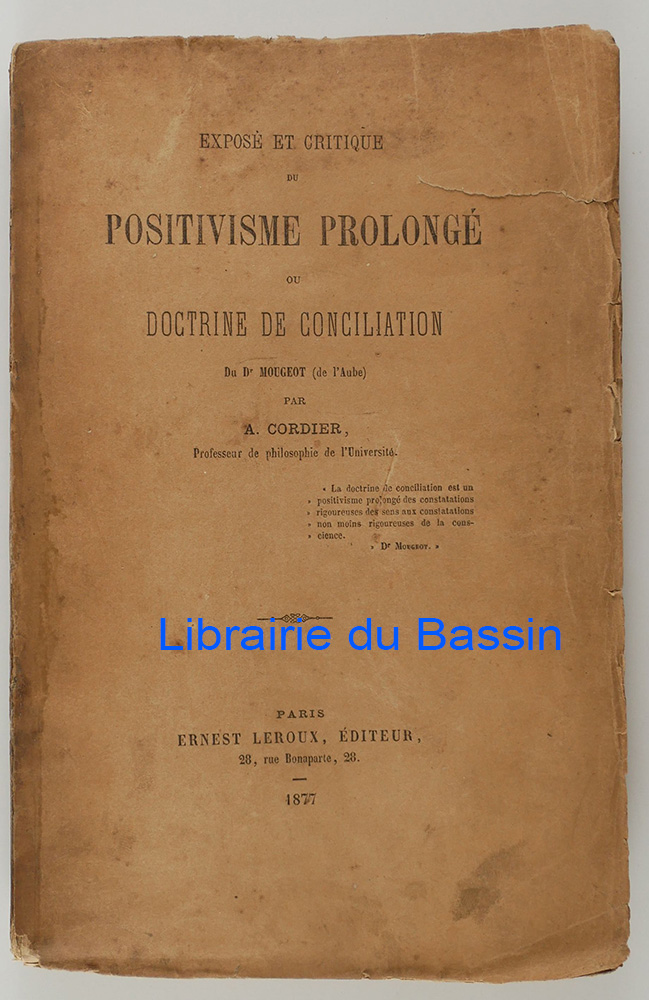 EXPOSÉ ET CRITIQUE
DU
POSITIVISME PROLONGÉ
OU
DOCTRINE DE CONCILIATION
Du Dr MOUGEOT (de l'Aube)
PAR
A. CORDIER,
Professeur de philosophie de l'Université.
« La doctrine de conciliation est un
» positivisme prolongé des constatations
» rigoureuses des sens aux constatations
» non moins rigoureuses de la cons-
» cience.
» Dr MOUGEOT. »
Librairie du Bassin
PARIS
ERNEST LEROUX, ÉDITEUR,
28, rue Bonaparte, 28.
1877